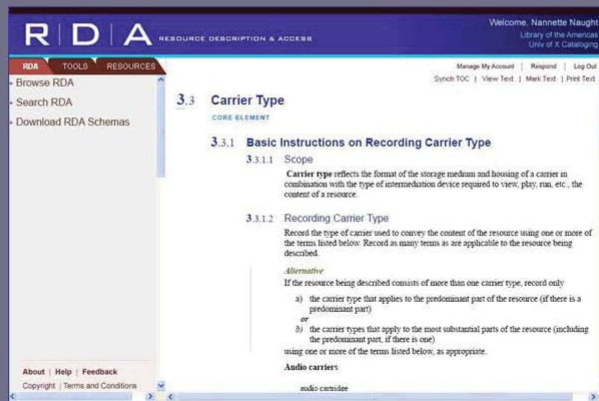 RDA RESOURCE DESCRIPTION & ACCESS
Welcome, Nannette Naught
Library of the Americas
Univ of X Cataloging
RDA TOOLS RESOURCES
Manage My Account | Respond | Log Out
Synch TOC | View Text | Mark Text | Print Text
Browse RDA
Search RDA
Download RDA Schemas
3.3 Carrier Type
CORE ELEMENT
3.3.1 Basic Instructions on Recording Carrier Type
3.3.1.1 Scope
Carrier type reflects the format of the storage medium and housing of a carrier in
combination with the type of intermediation device required to view, play, run, etc., the
content of a resource.
3.3.1.2 Recording Carrier Type
Record the type of carrier used to convey the content of the resource using one or more of
the terms listed below. Record as many terms as are applicable to the resource being
described.
Alternative
If the resource being described consists of more than one carrier type, record only
a) the carrier type that applies to the predominant part of the resource (if there is a
predominant part)
or
b) the carrier types that apply to the most substantial parts of the resource (including
the predominant part, if there is one)
using one or more of the terms listed below, as appropriate.
Audio carriers
audio cartridge
About | Help | Feedback
Copyright | Terms and Conditions